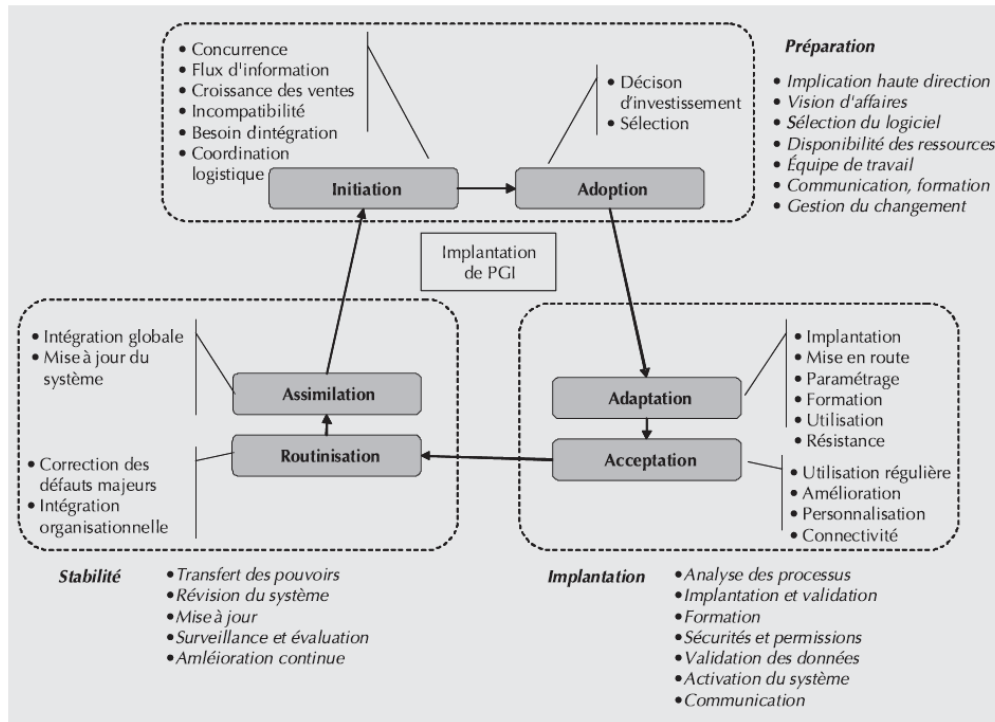 • Concurrence
• Flux d'information
• Croissance des ventes
• Incompatibilité
• Besoin d'intégration
• Coordination
logistique
• Décison
d'investissement
• Sélection
Initiation
Adoption
Préparation
• Implication haute direction
• Vision d'affaires
• Sélection du logiciel
• Disponibilité des ressources
• Équipe de travail
• Communication, formation
• Gestion du changement
Implantation
de PGI
• Intégration globale
• Mise à jour du
système
Assimilation
Routinisation
• Correction des
défauts majeurs
• Intégration
organisationnelle
Adaptation
Acceptation
• Implantation
• Mise en route
• Paramétrage
• Formation
• Utilisation
• Résistance
• Utilisation régulière
• Amélioration
• Personnalisation
• Connectivité
Stabilité
• Transfert des pouvoirs
• Révision du système
• Mise à jour
• Surveillance et évaluation
• Amléioration continue
Implantation
• Analyse des processus
• Implantation et validation
• Formation
• Sécurités et permissions
• Validation des données
• Activation du système
• Communication